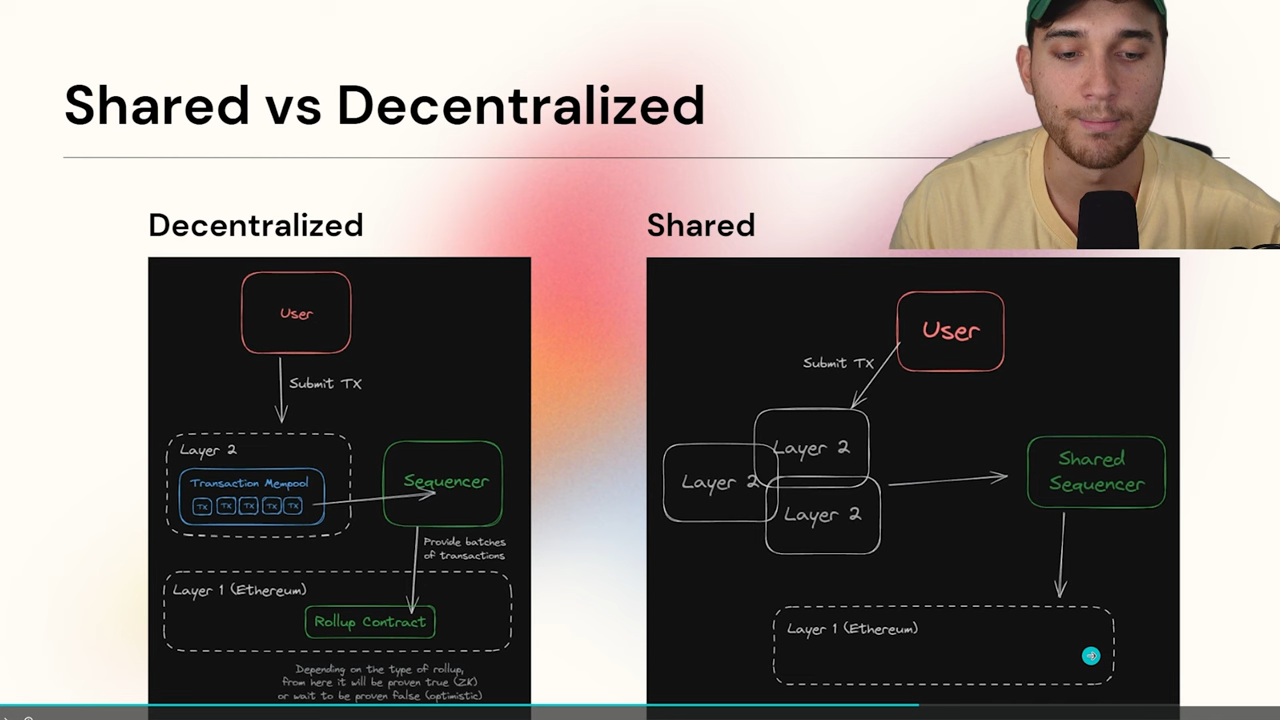 Shared vs Decentralized
Decentralized
User
Submit TX
Layer 2
Transaction Mempool
TX TX TX TX TX
Sequencer
Provide batches
of transactions
Layer 1 (Ethereum)
Rollup Contract
Depending on the type of rollup,
from here it will be proven true (ZK)
or wait to be proven false (optimistic)
Shared
User
Submit TX
Layer 2
Layer 2
Layer 2
Shared
Sequencer
Layer 1 (Ethereum)